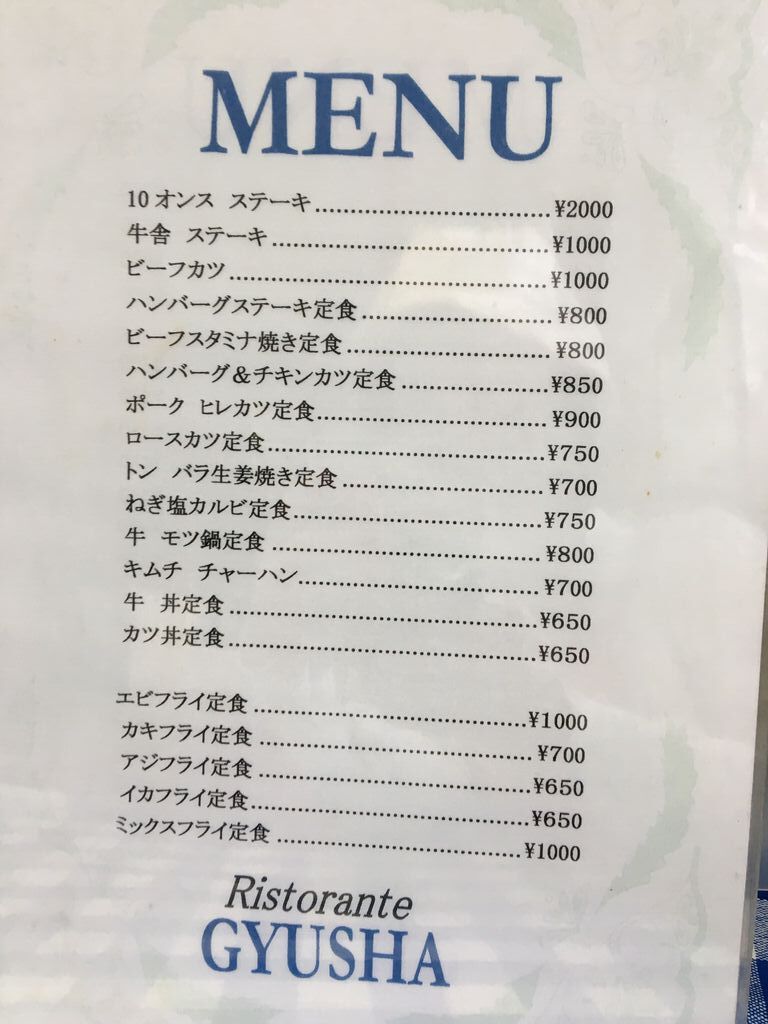 MENU
10オンス ステーキ..............................¥2000
牛舎 ステーキ...................................¥1000
ビーフカツ.........................................¥1000
ハンバーグステーキ定食.........................¥800
ビーフスタミナ焼き定食..........................¥800
ハンバーグ&チキンカツ定食...................¥850
ポーク ヒレカツ定食.............................¥900
ロースカツ定食...................................¥750
トン バラ生姜焼き定食..........................¥700
ねぎ塩カルビ定食................................¥750
牛 モツ鍋定食..................................¥800
キムチ チャーハン..............................¥700
牛 丼定食.......................................¥650
カツ丼定食.......................................¥650
エビフライ定食...................................¥1000
カキフライ定食...................................¥700
アジフライ定食...................................¥650
イカフライ定食....................................¥650
ミックスフライ定食...............................¥1000
Ristorante
GYUSHA